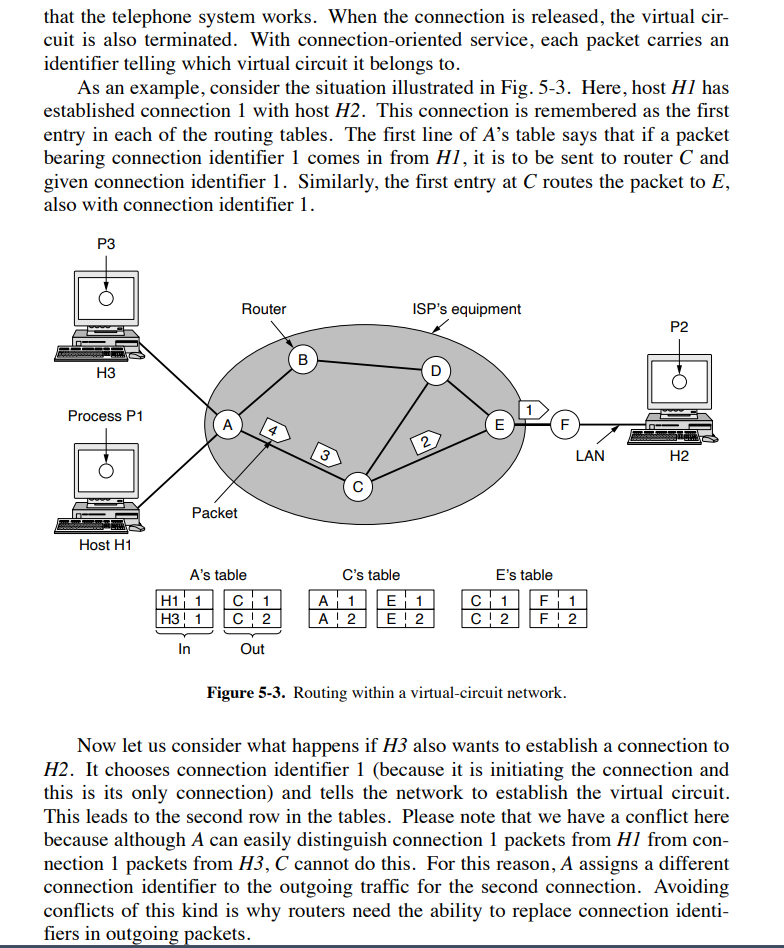 that the telephone system works. When the connection is released, the virtual cir-
cuit is also terminated. With connection-oriented service, each packet carries an
identifier telling which virtual circuit it belongs to.
As an example, consider the situation illustrated in Fig. 5-3. Here, host H1 has
established connection 1 with host H2. This connection is remembered as the first
entry in each of the routing tables. The first line of A’s table says that if a packet
bearing connection identifier 1 comes in from H1, it is to be sent to router C and
given connection identifier 1. Similarly, the first entry at C routes the packet to E,
also with connection identifier 1.
P3
Router
ISP’s equipment
P2
B
D
H3
Process P1
A
4
3
2
E
1
F
C
LAN
H2
Packet
Host H1
A’s table
C’s table
E’s table
H1 1 C 1 A 1 E 1 C 1 F 1
H3 1 C 2 A 2 E 2 C 2 F 2
In
Out
Figure 5-3. Routing within a virtual-circuit network.
Now let us consider what happens if H3 also wants to establish a connection to
H2. It chooses connection identifier 1 (because it is initiating the connection and
this is its only connection) and tells the network to establish the virtual circuit.
This leads to the second row in the tables. Please note that we have a conflict here
because although A can easily distinguish connection 1 packets from H1 from con-
nection 1 packets from H3, C cannot do this. For this reason, A assigns a different
connection identifier to the outgoing traffic for the second connection. Avoiding
conflicts of this kind is why routers need the ability to replace connection identi-
fiers in outgoing packets.